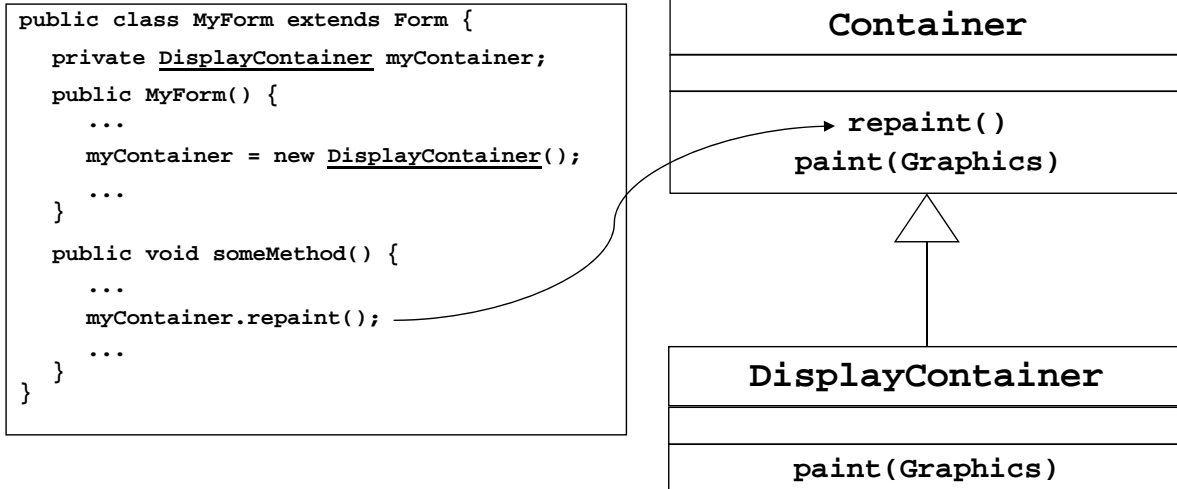 public class MyForm extends Form {
private DisplayContainer myContainer;
public MyForm() {
...
myContainer = new DisplayContainer();
...
}
public void someMethod() {
...
myContainer.repaint();
...
}
}
Container
repaint()
paint(Graphics)
DisplayContainer
paint(Graphics)